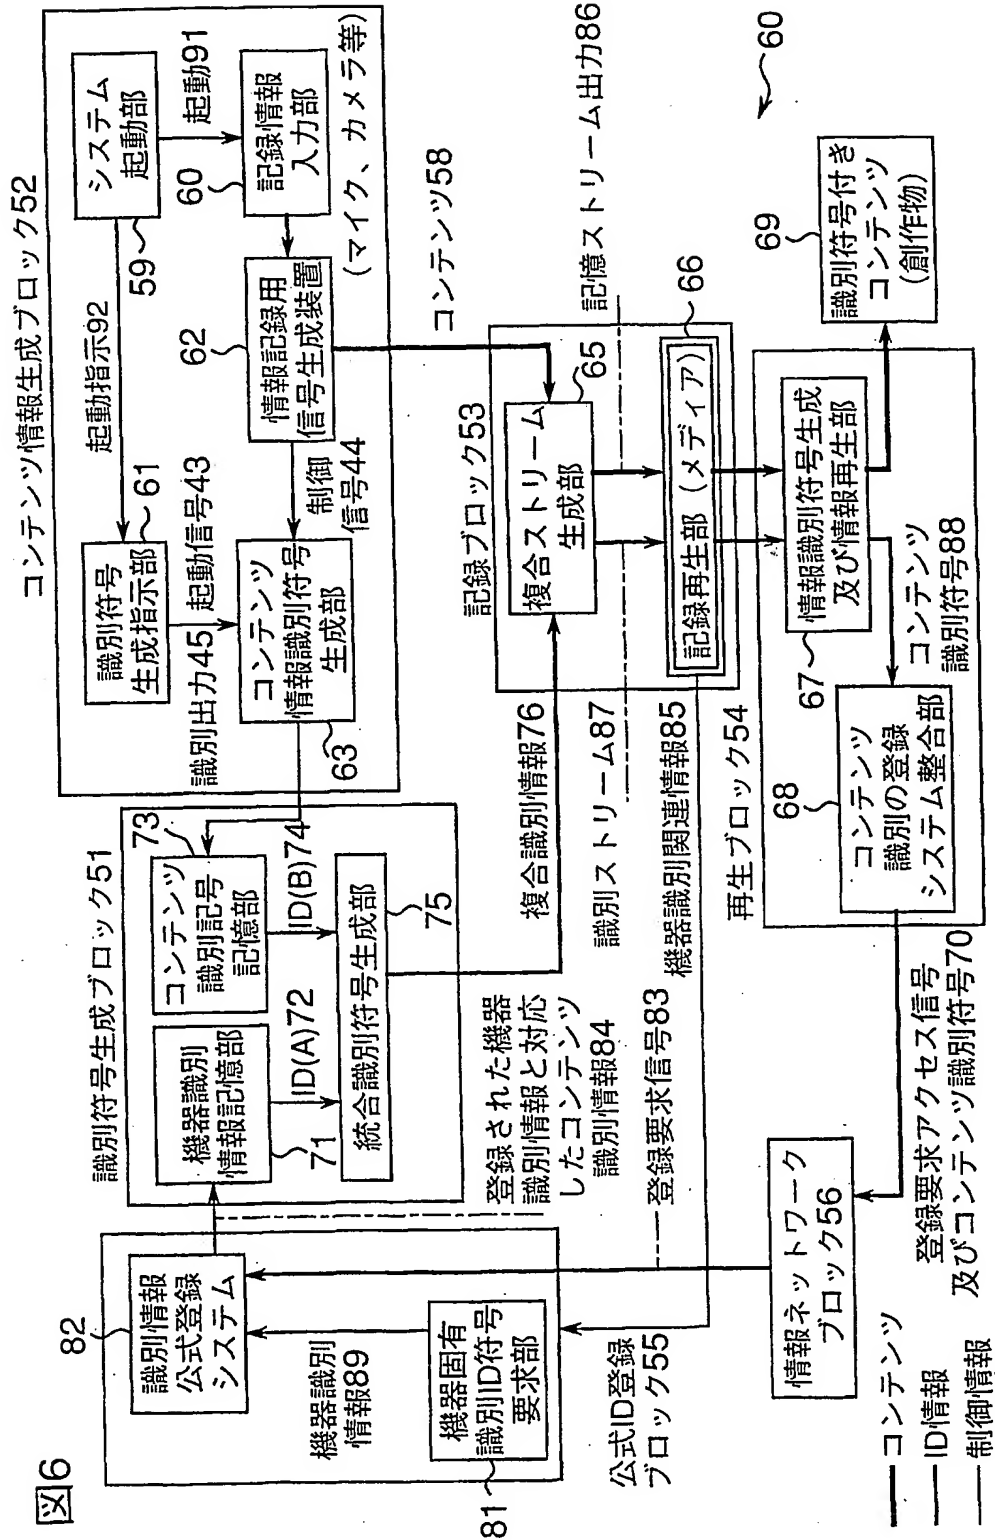 図6
公式ID登録
ブロック55
82
識別情報
公式登録
システム
機器識別
情報89
機器固有
識別ID符号
要求部
81
識別符号生成ブロック51
機器識別
情報記憶部
71
ID(A)72
73
コンテンツ
識別記号
記憶部
ID(B)74
統合識別符号生成部
75
登録された機器
識別情報と対応
したコンテンツ
識別情報84
登録要求信号83
コンテンツ情報生成ブロック52
システム
起動部
59
起動91
起動指示92
記録情報
入力部
60
(マイク、カメラ等)
識別符号
生成指示部
61
起動信号43
識別出力45
情報記録用
信号生成装置
62
制御
信号44
コンテンツ
情報識別符号
生成部
63
コンテンツ58
記録ブロック53
複合ストリーム
生成部
65
複合識別情報76
識別ストリーム87
記憶ストリーム出力86
記録再生部(メディア)
66
機器識別関連情報85
再生ブロック54
情報識別符号生成
及び情報再生部
67
コンテンツ
識別符号88
コンテンツ
識別の登録
システム整合部
68
識別符号付き
コンテンツ
(創作物)
69
60
情報ネットワーク
ブロック56
登録要求アクセス信号
及びコンテンツ識別符号70
コンテンツ
ID情報
制御情報